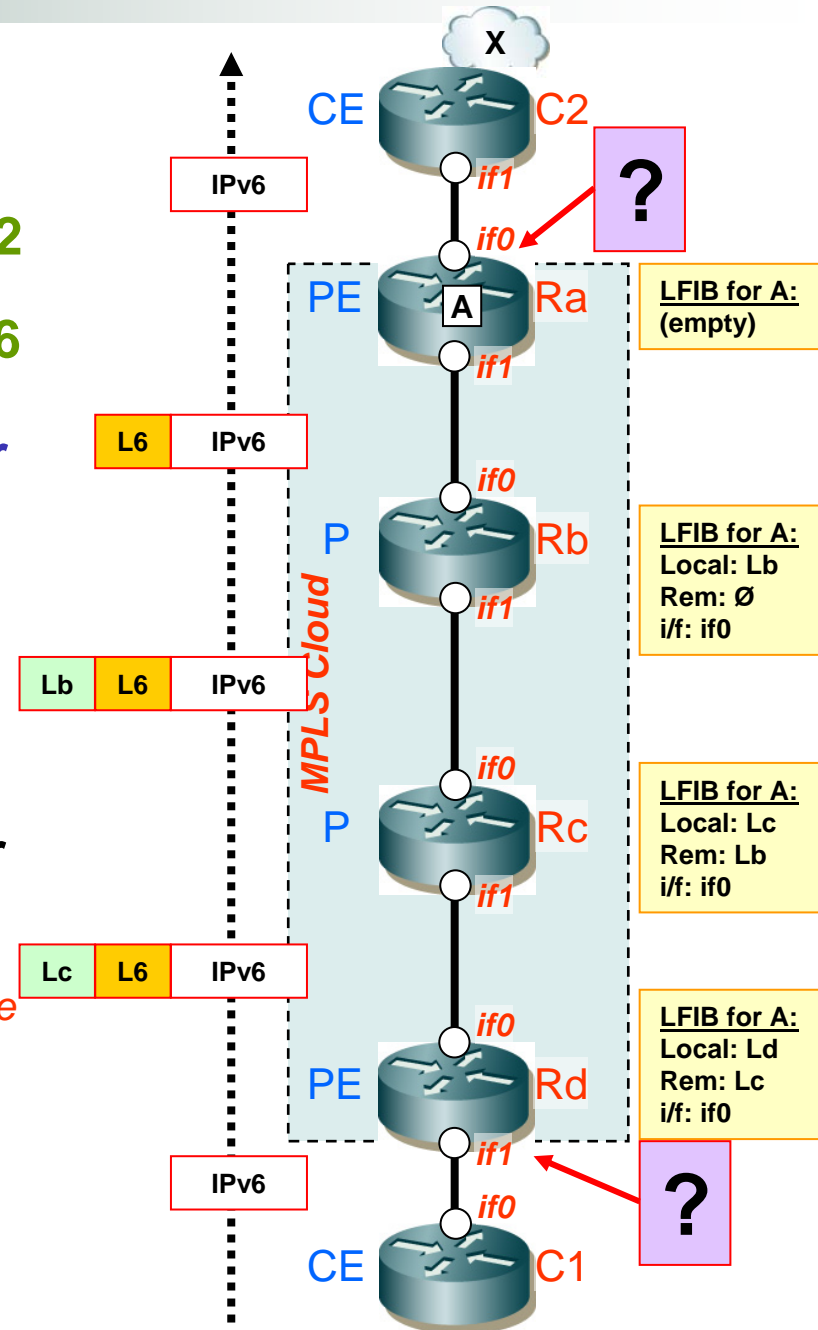 X
CE
C2
if1
IPv6
?
2
if0
PE
A
Ra
LFIB for A:
(empty)
6
if1
L6
IPv6
r
if0
P
Rb
LFIB for A:
Local: Lb
Rem: Ø
i/f: if0
if1
MPLS Cloud
Lb
L6
IPv6
if0
P
Rc
LFIB for A:
Local: Lc
Rem: Lb
i/f: if0
r
if1
Lc
L6
IPv6
e
if0
PE
Rd
LFIB for A:
Local: Ld
Rem: Lc
i/f: if0
if1
IPv6
?
if0
CE
C1